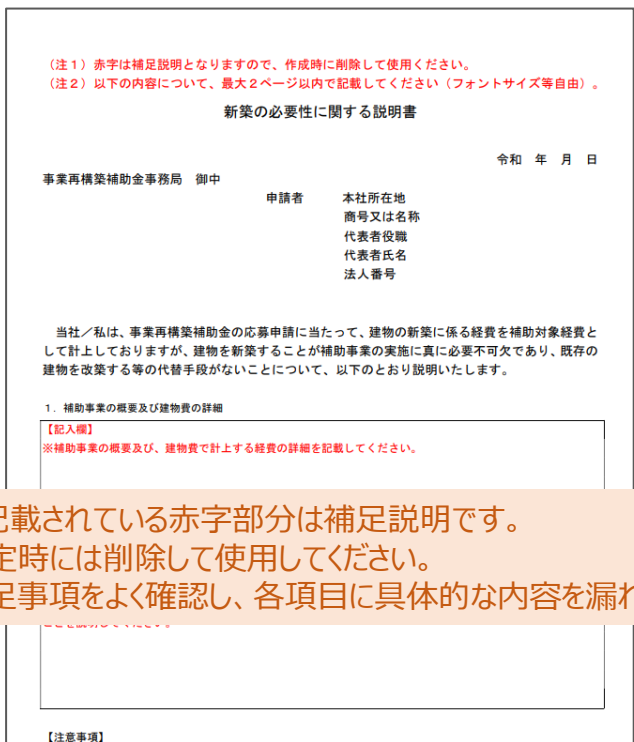 (注1)赤字は補足説明となりますので、作成時に削除して使用ください。
(注2)以下の内容について、最大2ページ以内で記載してください(フォントサイズ等自由)。
新築の必要性に関する説明書
令和 年 月 日
事業再構築補助金事務局 御中
申請者 本社所在地
商号又は名称
代表者役職
代表者氏名
法人番号
当社/私は、事業再構築補助金の応募申請に当たって、建物の新築に係る経費を補助対象経費と
して計上しておりますが、建物を新築することが補助事業の実施に真に必要不可欠であり、既存の
建物を改築する等の代替手段がないことについて、以下のとおり説明いたします。
1.補助事業の概要及び建物費の詳細
【記入欄】
※補助事業の概要及び、建物費で計上する経費の詳細を記載してください。
記載されている赤字部分は補足説明です。
定時には削除して使用してください。
足事項をよく確認し、各項目に具体的な内容を漏れ
【注意事項】